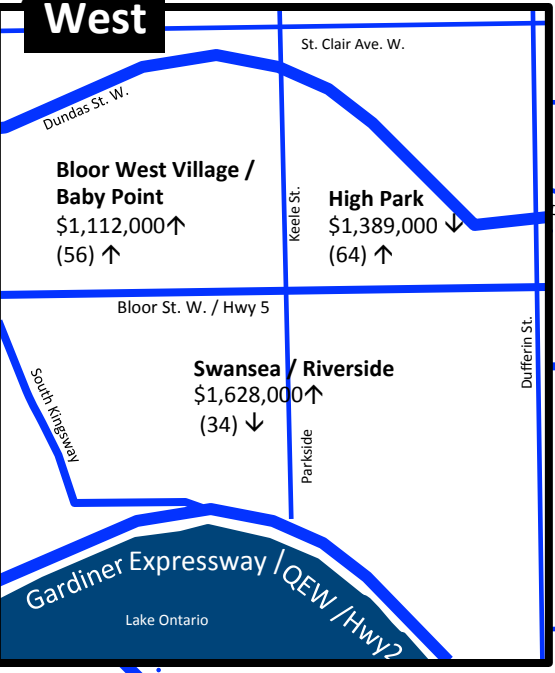 West
St. Clair Ave. W.
Dundas St. W.
Bloor West Village /
Baby Point
$1,112,000↑
(56) ↑
Keele St.
High Park
$1,389,000 ↓
(64) ↑
Bloor St. W. / Hwy 5
Dufferin St.
South Kingsway
Swansea / Riverside
$1,628,000↑
(34) ↓
Parkside
Gardiner Expressway / QEW /Hwy2
Lake Ontario